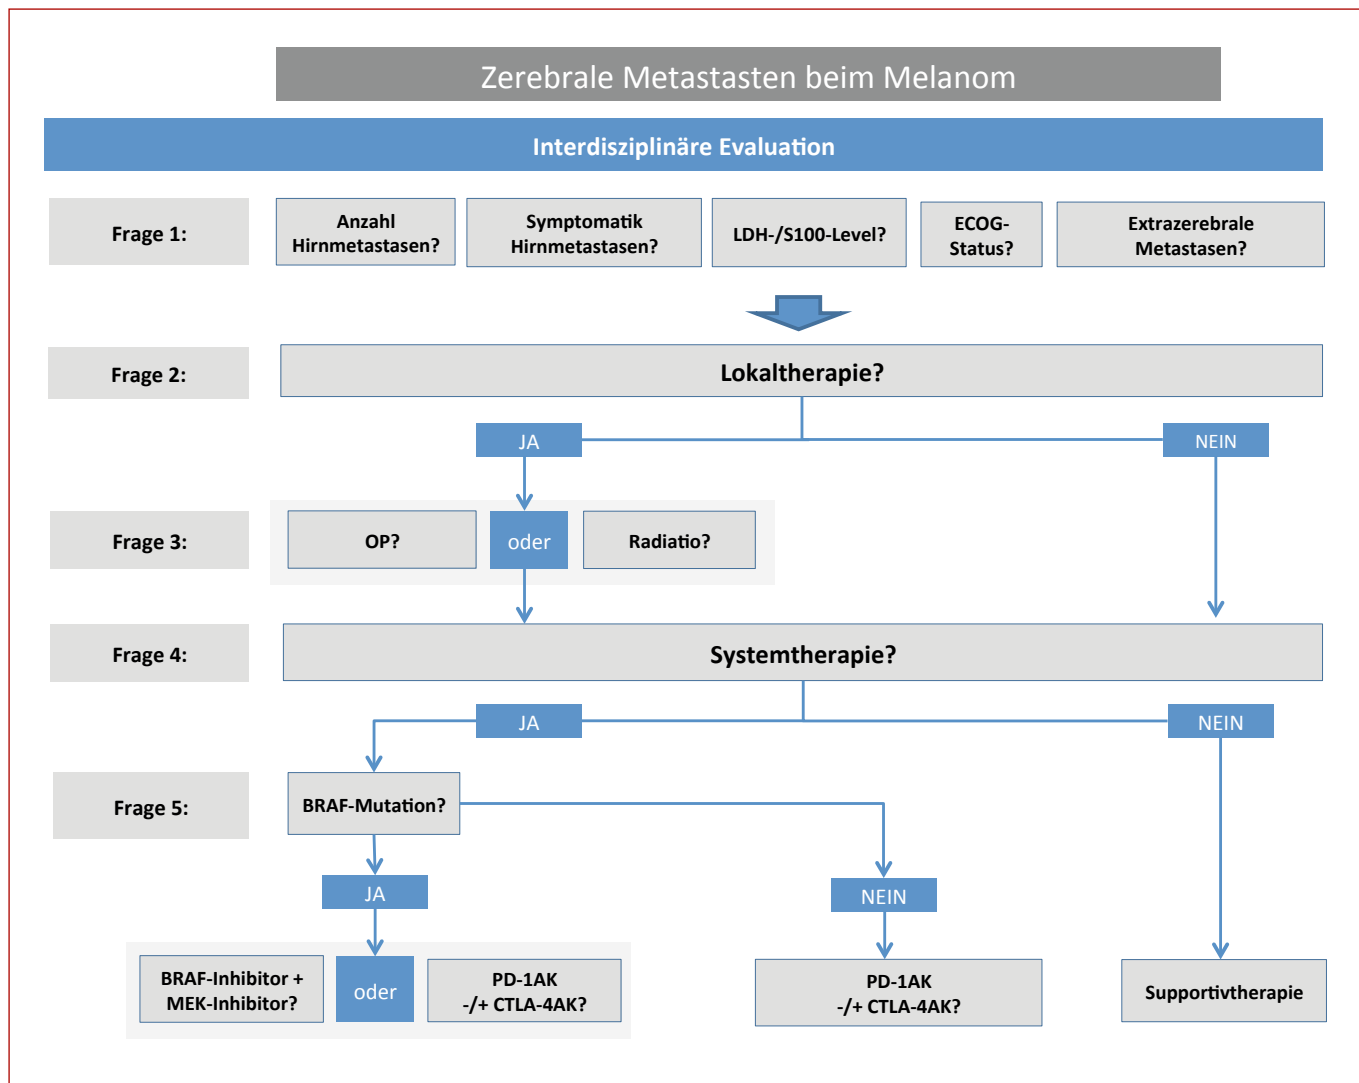 Zerebrale Metastasten beim Melanom
Interdisziplinäre Evaluation
Frage 1:
Anzahl
Hirnmetastasen?
Symptomatik
Hirnmetastasen?
LDH-/S100-Level?
ECOG-
Status?
Extrazerebrale
Metastasen?
Frage 2:
Lokaltherapie?
JA
NEIN
Frage 3:
OP?
oder
Radiatio?
Frage 4:
Systemtherapie?
JA
NEIN
Frage 5:
BRAF-Mutation?
JA
NEIN
BRAF-Inhibitor +
MEK-Inhibitor?
oder
PD-1AK
-/+ CTLA-4AK?
PD-1AK
-/+ CTLA-4AK?
Supportivtherapie